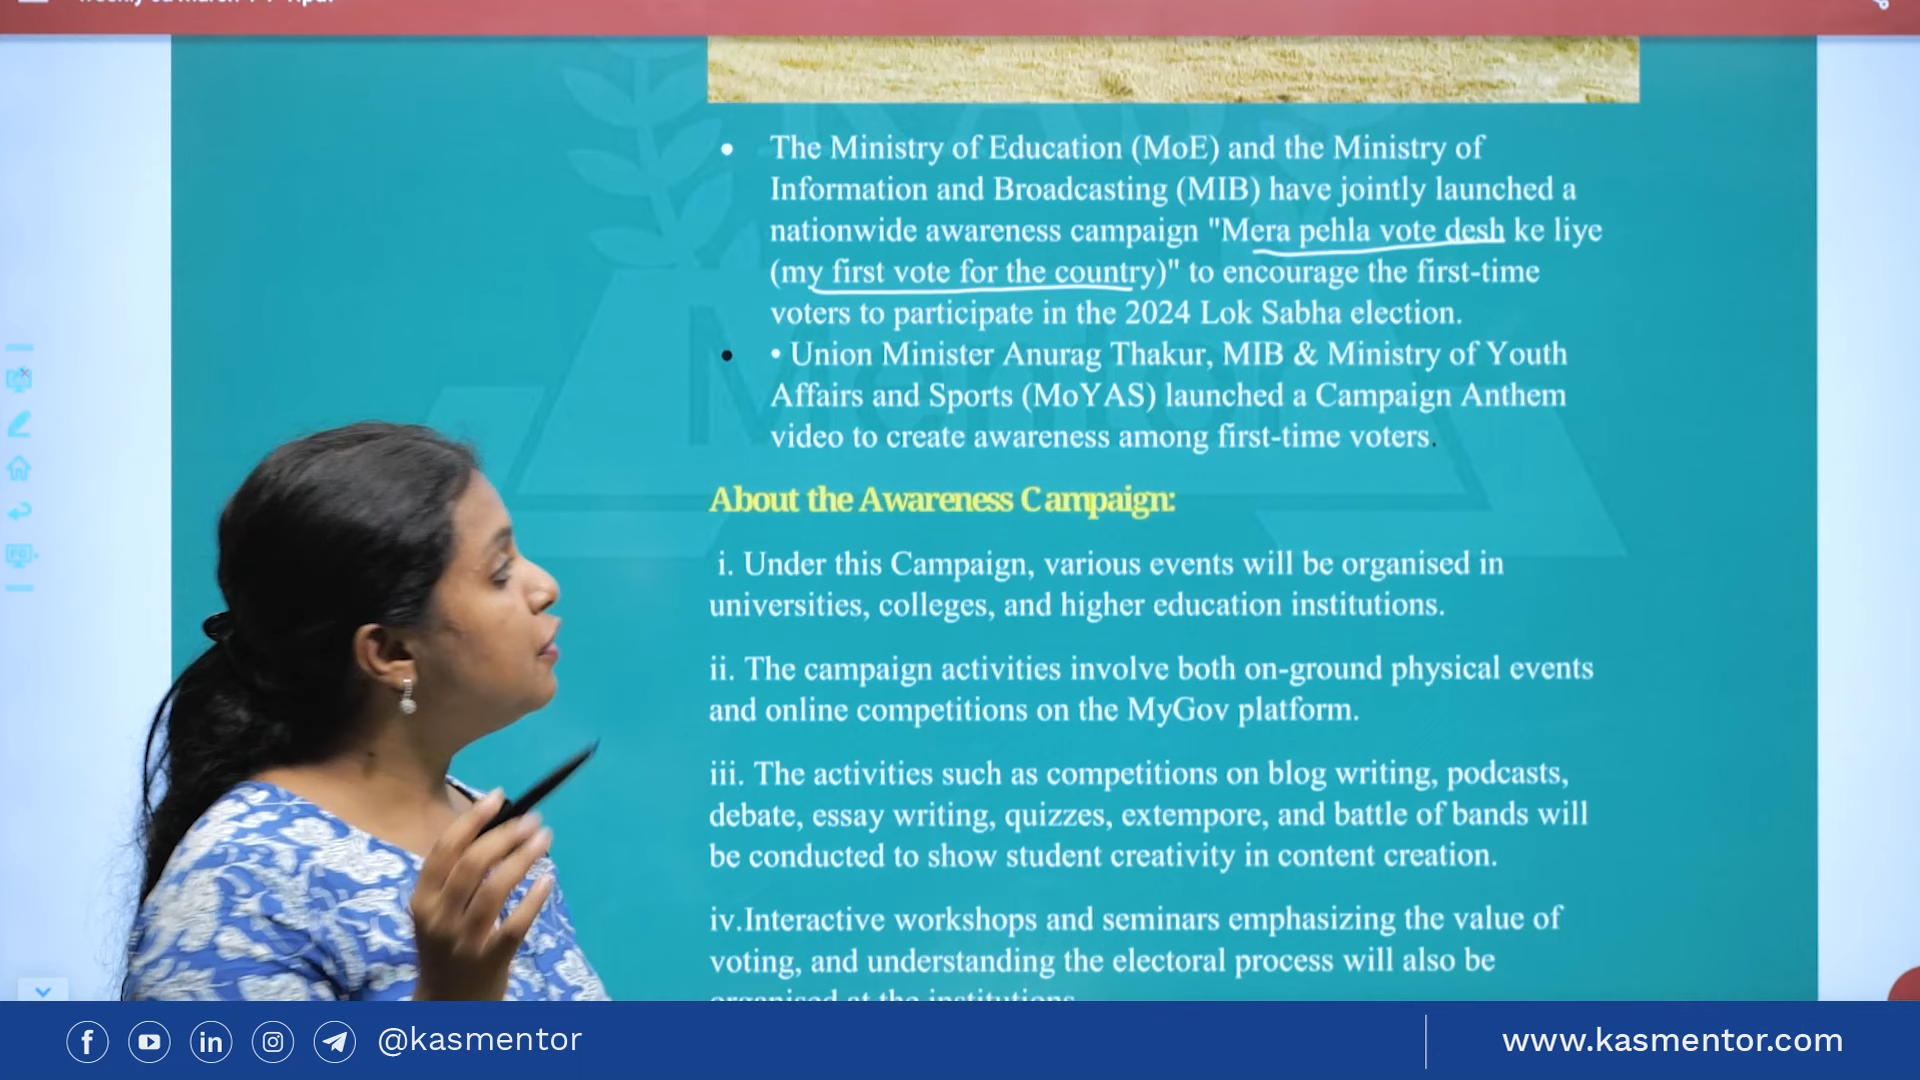 The Ministry of Education (MoE) and the Ministry of
Information and Broadcasting (MIB) have jointly launched a
nationwide awareness campaign "Mera pehla vote desh ke liye
(my first vote for the country)" to encourage the first-time
voters to participate in the 2024 Lok Sabha election.
• Union Minister Anurag Thakur, MIB & Ministry of Youth
Affairs and Sports (MoYAS) launched a Campaign Anthem
video to create awareness among first-time voters.
About the Awareness Campaign:
i. Under this Campaign, various events will be organised in
universities, colleges, and higher education institutions.
ii. The campaign activities involve both on-ground physical events
and online competitions on the MyGov platform.
iii. The activities such as competitions on blog writing, podcasts,
debate, essay writing, quizzes, extempore, and battle of bands will
be conducted to show student creativity in content creation.
iv.Interactive workshops and seminars emphasizing the value of
voting, and understanding the electoral process will also be
organised at the institutions
@kasmentor
www.kasmentor.com